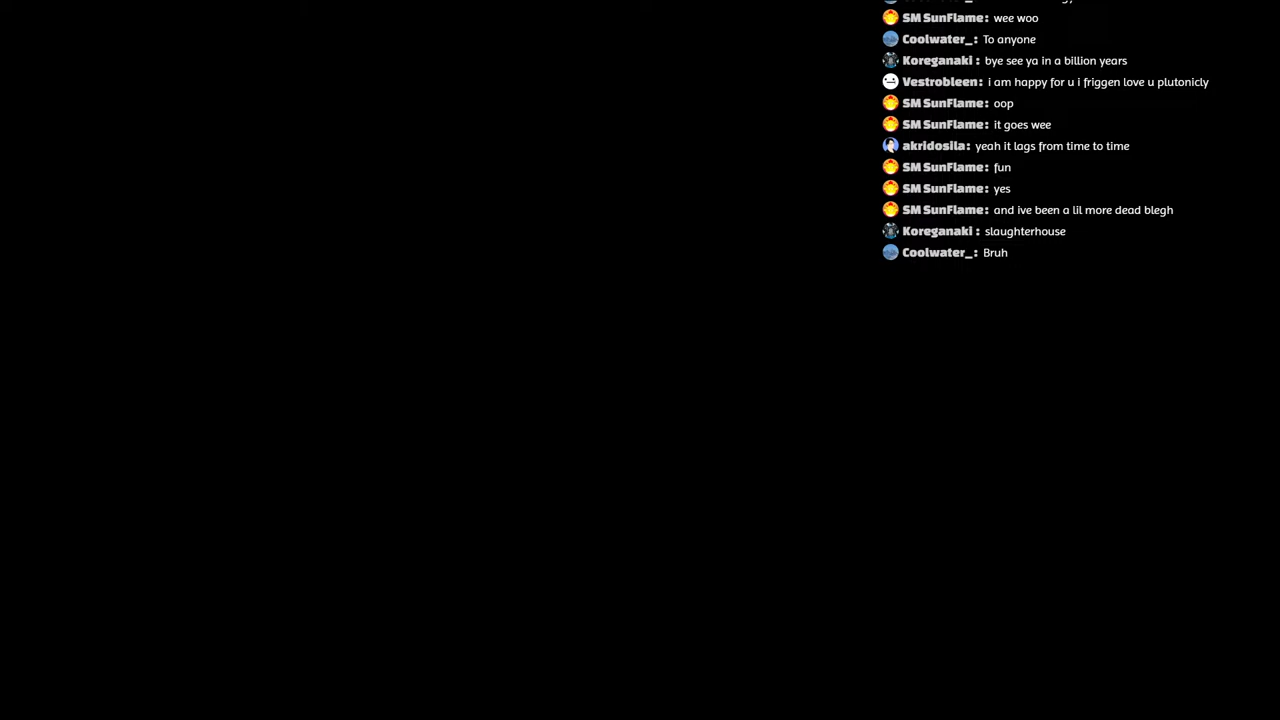 SM SunFlame: wee woo
Coolwater_: To anyone
Koreganaki : bye see ya in a billion years
Vestrobleen: i am happy for u i friggen love u plutonicly
SM SunFlame: oop
SM SunFlame: it goes wee
akridosila: yeah it lags from time to time
SM SunFlame: fun
SM SunFlame: yes
SM SunFlame: and ive been a lil more dead blegh
Koreganaki : slaughterhouse
Coolwater_: Bruh